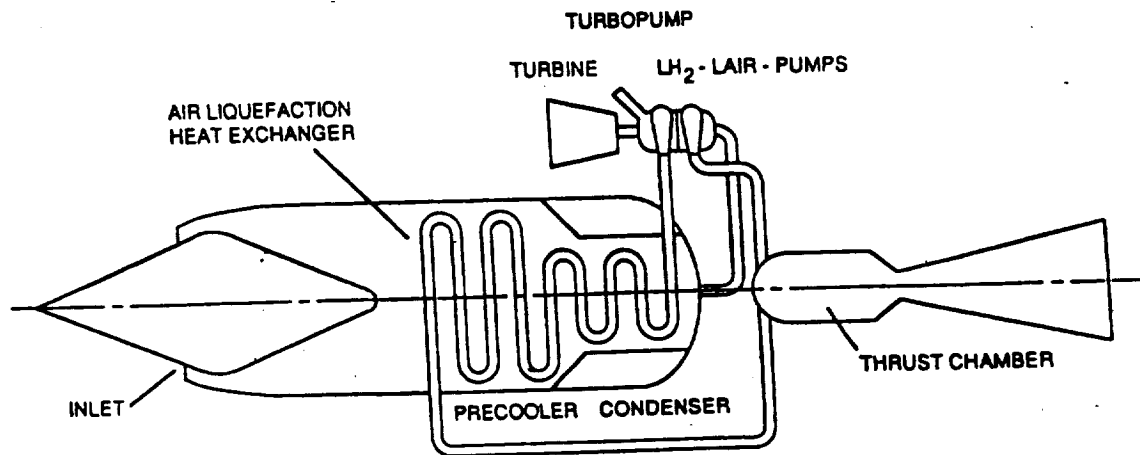 TURBOPUMP
TURBINE LH2 - LAIR - PUMPS
AIR LIQUEFACTION
HEAT EXCHANGER
INLET
PRECOOLER CONDENSER
THRUST CHAMBER